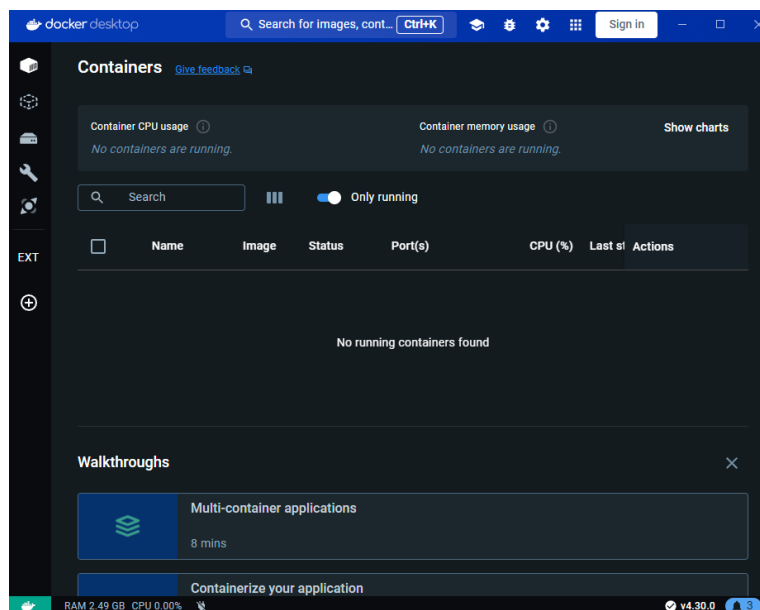 docker desktop
Search for images, cont... Ctrl+K
Sign in
Containers Give feedback
Container CPU usage
No containers are running.
Container memory usage
No containers are running.
Show charts
Search
Only running
Name Image Status Port(s) CPU (%) Last st Actions
EXT
No running containers found
Walkthroughs
Multi-container applications
8 mins
Containerize your application
RAM 2.49 GB CPU 0.00% v4.30.0 3